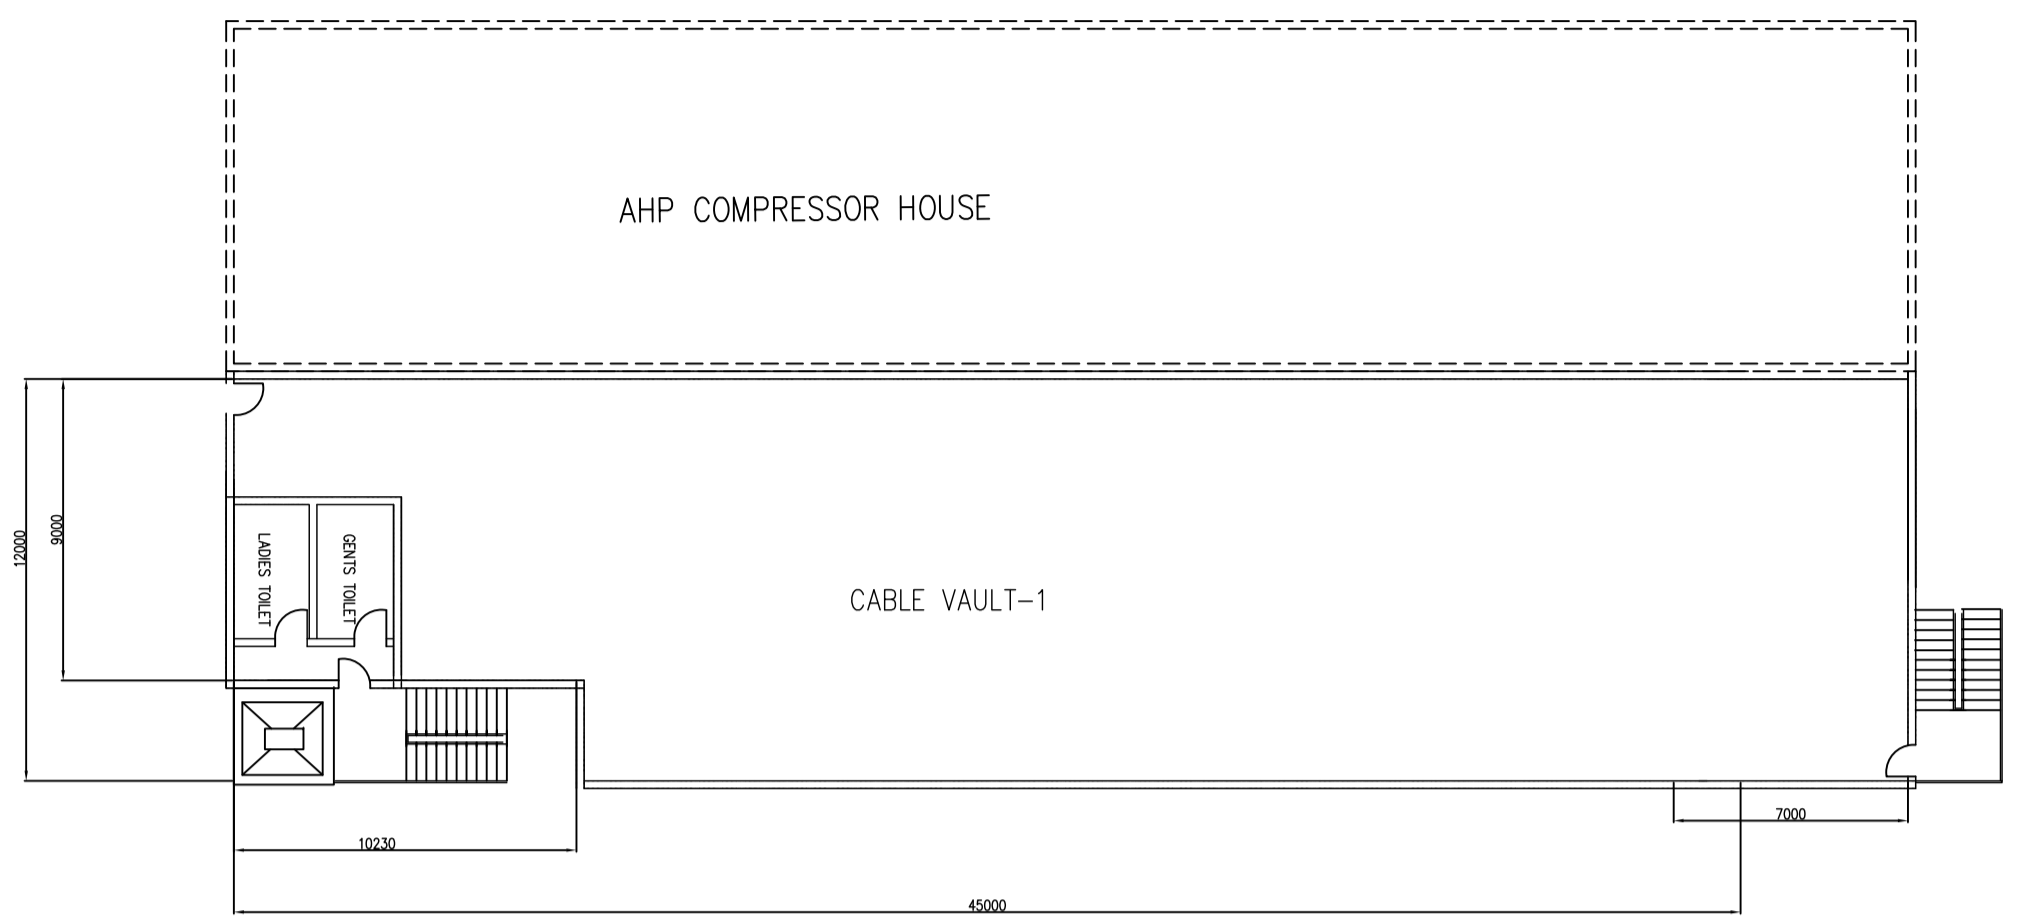 AHP COMPRESSOR HOUSE
12000
9000
LADIES TOILET
GENTS TOILET
CABLE VAULT-1
7000
10230
45000